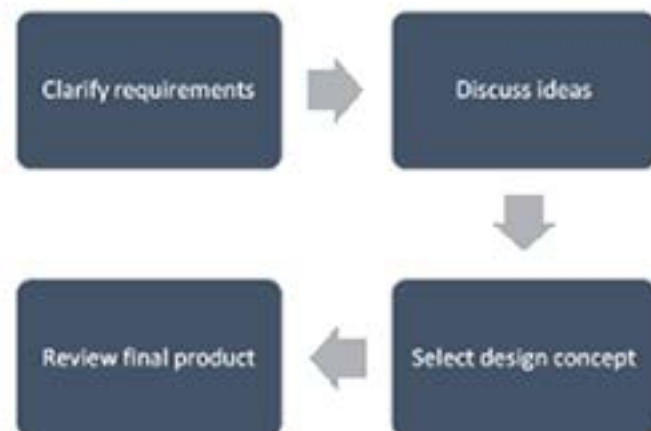 Clarify requirements
Discuss ideas
Select design concept
Review final product